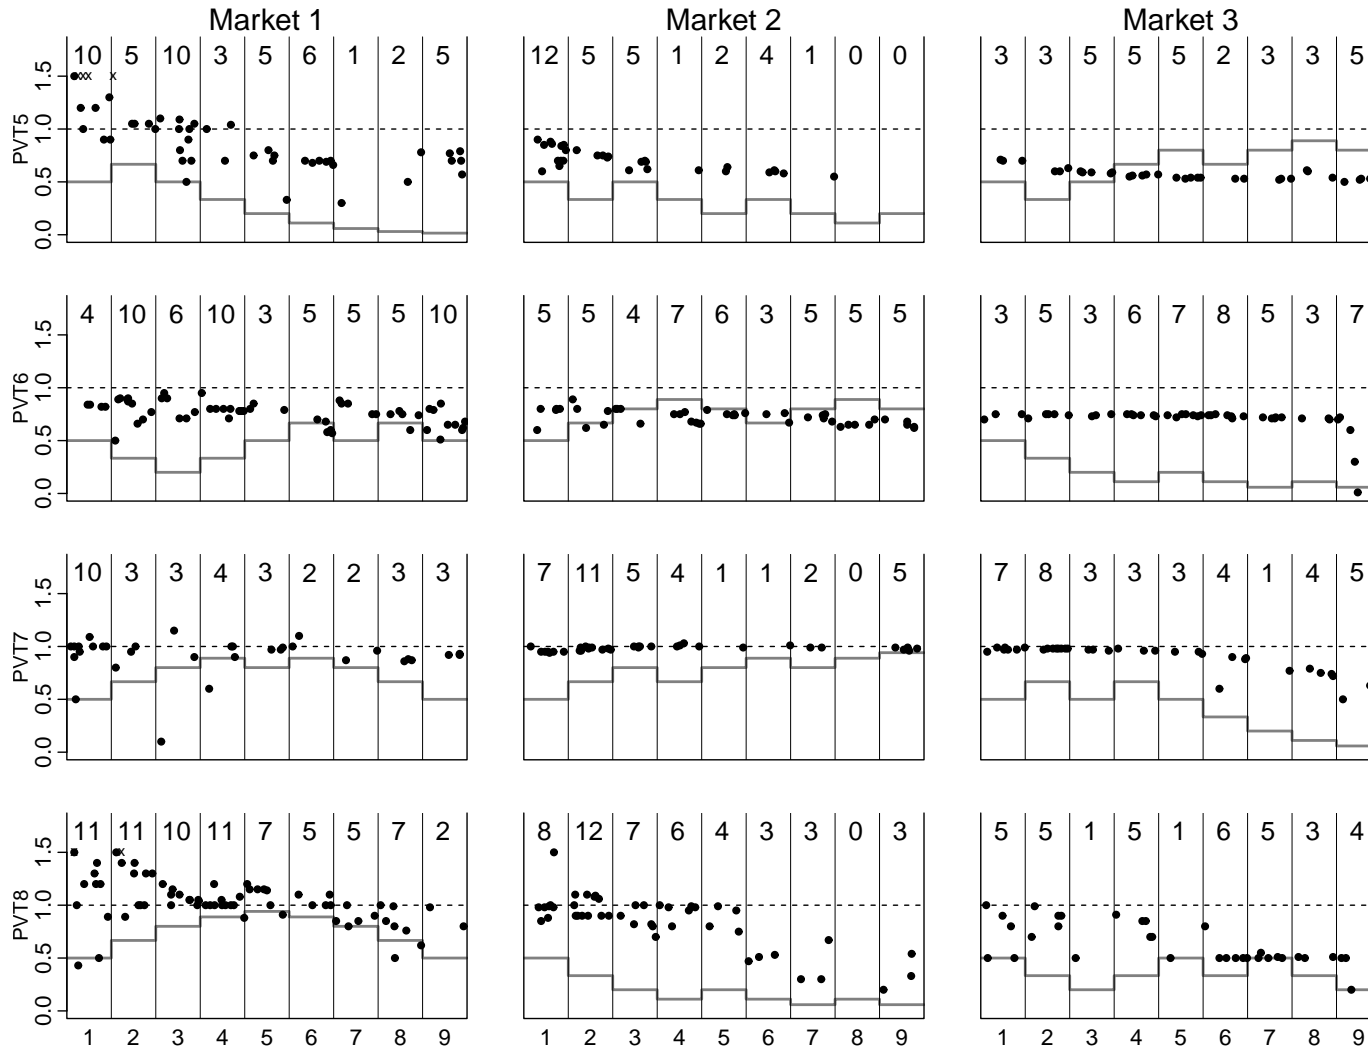 Market 1 Market 2 Market 3
10 5 10 3 5 6 1 2 5 12 5 5 1 2 4 1 0 0 3 3 5 5 5 2 3 3 5
PVT5 0.0 0.5 1.0 1.5
4 10 6 10 3 5 5 5 10 5 5 4 7 6 3 5 5 5 3 5 3 6 7 8 5 3 7
PVT6 0.0 0.5 1.0 1.5
10 3 3 4 3 2 2 3 3 7 11 5 4 1 1 2 0 5 7 8 3 3 3 4 1 4 5
PVT7 0.0 0.5 1.0 1.5
11 11 10 11 7 5 5 7 2 8 12 7 6 4 3 3 0 3 5 5 1 5 1 6 5 3 4
PVT8 0.0 0.5 1.0 1.5
1 2 3 4 5 6 7 8 9 1 2 3 4 5 6 7 8 9 1 2 3 4 5 6 7 8 9